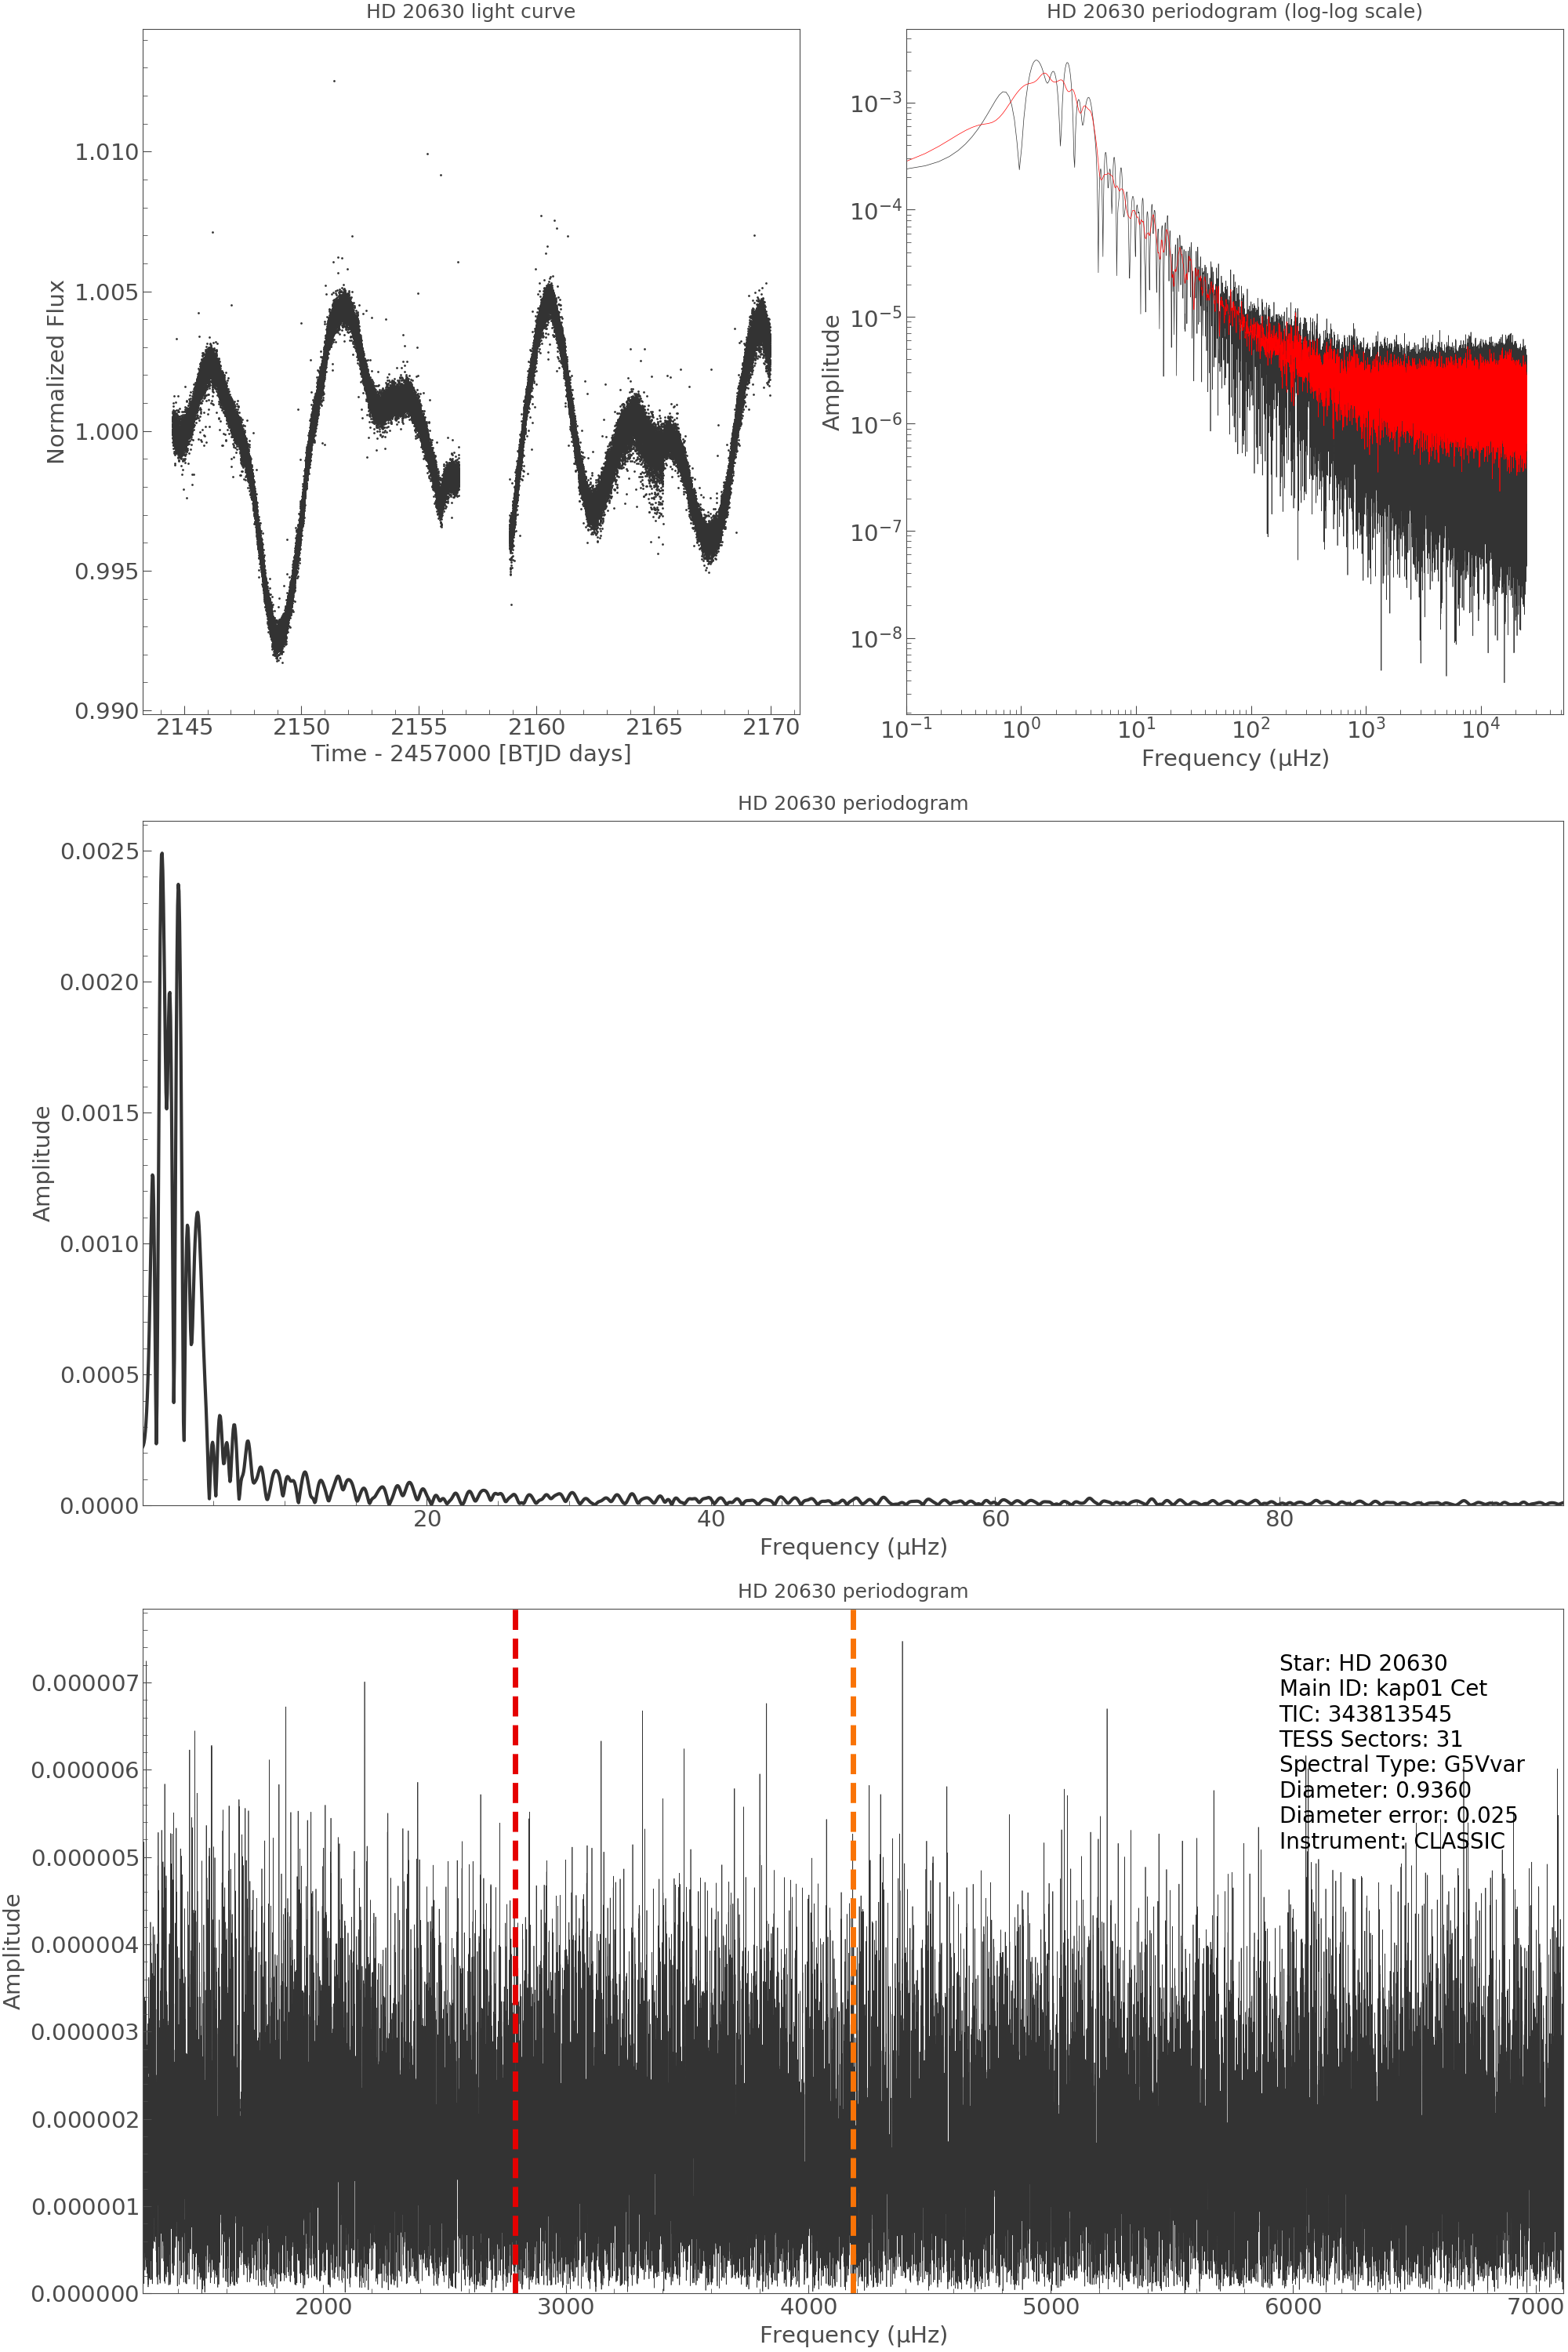 HD 20630 light curve
1.010
1.005
1.000
0.995
0.990
Normalized Flux
2145 2150 2155 2160 2165 2170
Time - 2457000 [BTJD days]
HD 20630 periodogram (log-log scale)
10⁻³
10⁻⁴
10⁻⁵
10⁻⁶
10⁻⁷
10⁻⁸
Amplitude
10⁻¹ 10⁰ 10¹ 10² 10³ 10⁴
Frequency (μHz)
HD 20630 periodogram
0.0025
0.0020
0.0015
0.0010
0.0005
0.0000
Amplitude
20 40 60 80
Frequency (μHz)
HD 20630 periodogram
0.000007
0.000006
0.000005
0.000004
0.000003
0.000002
0.000001
0.000000
Amplitude
Star: HD 20630
Main ID: kap01 Cet
TIC: 343813545
TESS Sectors: 31
Spectral Type: G5Vvar
Diameter: 0.9360
Diameter error: 0.025
Instrument: CLASSIC
2000 3000 4000 5000 6000 7000
Frequency (μHz)